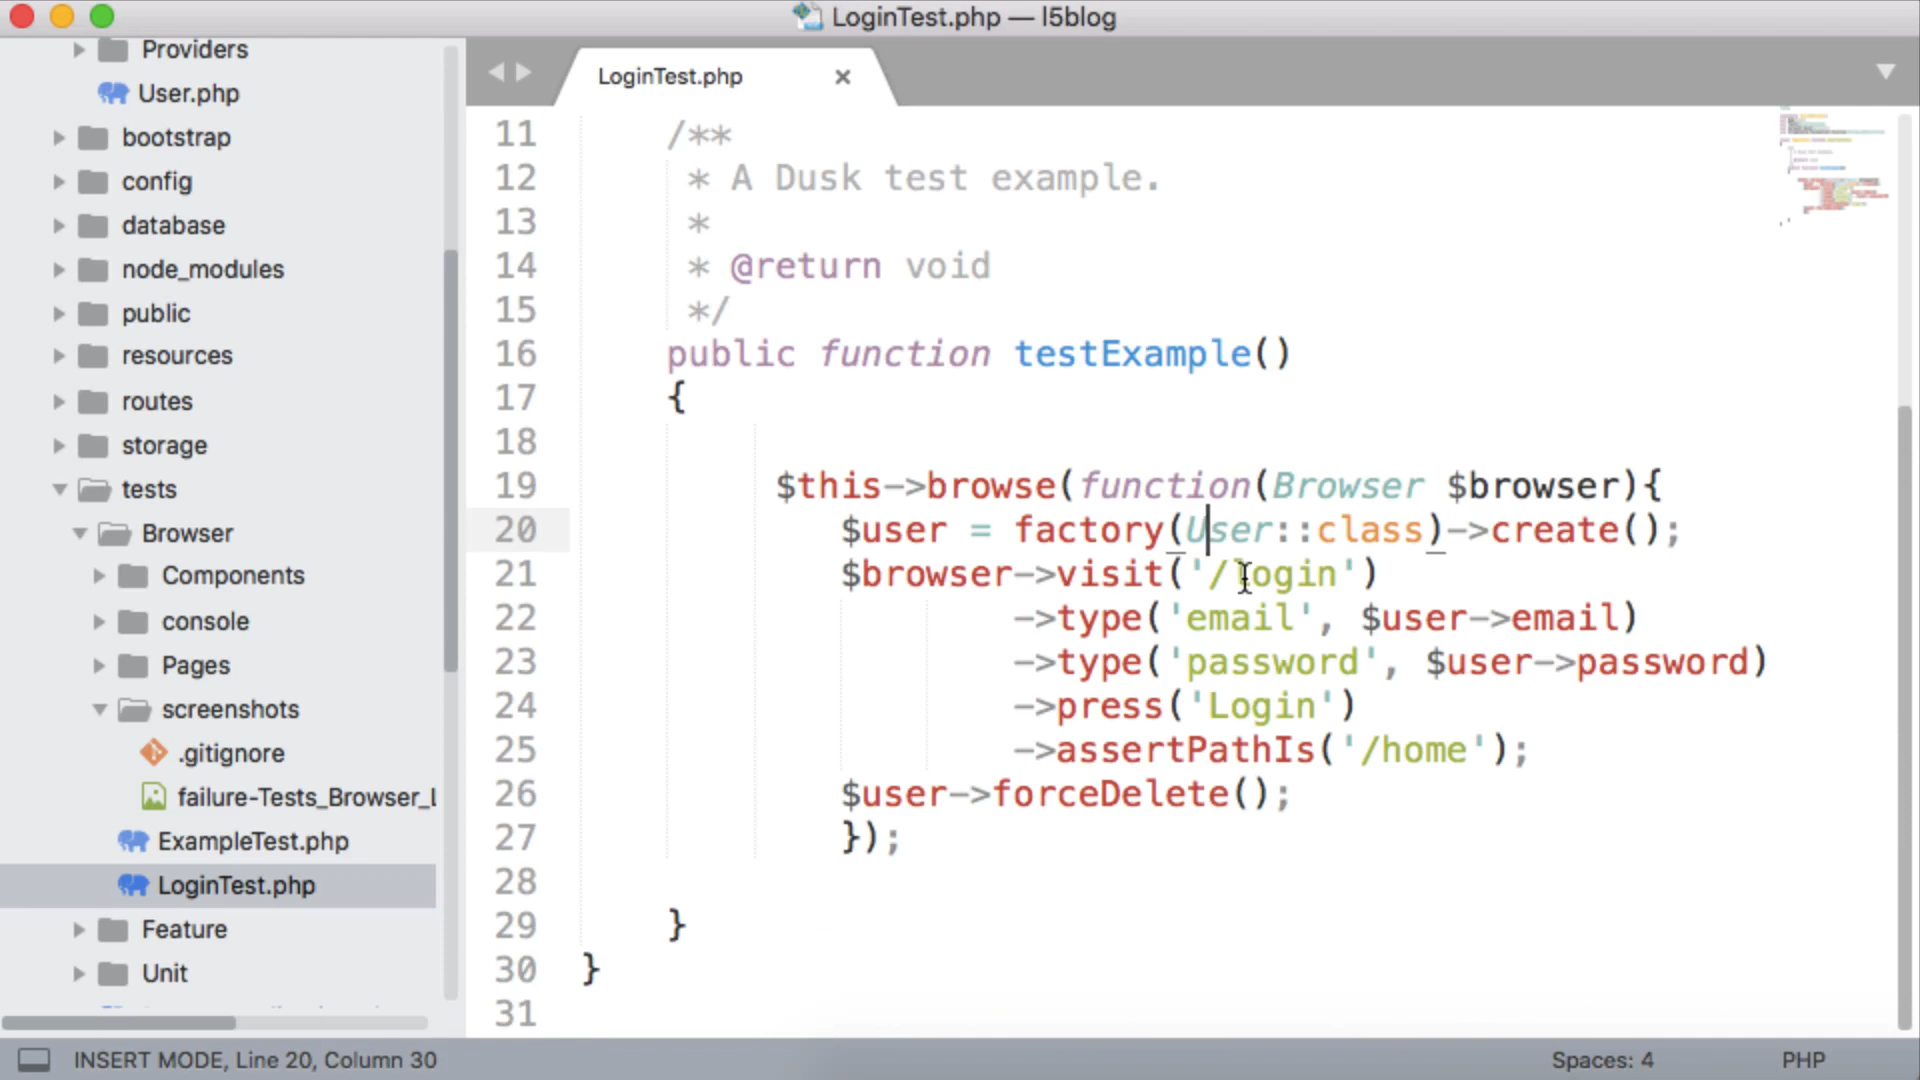 LoginTest.php — l5blog
Providers
User.php
bootstrap
config
database
node_modules
public
resources
routes
storage
tests
Browser
Components
console
Pages
screenshots
.gitignore
failure-Tests_Browser_L
ExampleTest.php
LoginTest.php
Feature
Unit
LoginTest.php
11 /**
12 * A Dusk test example.
13 *
14 * @return void
15 */
16 public function testExample()
17 {
18
19 $this->browse(function(Browser $browser){
20 $user = factory(User::class)->create();
21 $browser->visit('/login')
22 ->type('email', $user->email)
23 ->type('password', $user->password)
24 ->press('Login')
25 ->assertPathIs('/home');
26 $user->forceDelete();
27 });
28
29 }
30 }
31
INSERT MODE, Line 20, Column 30
Spaces: 4
PHP